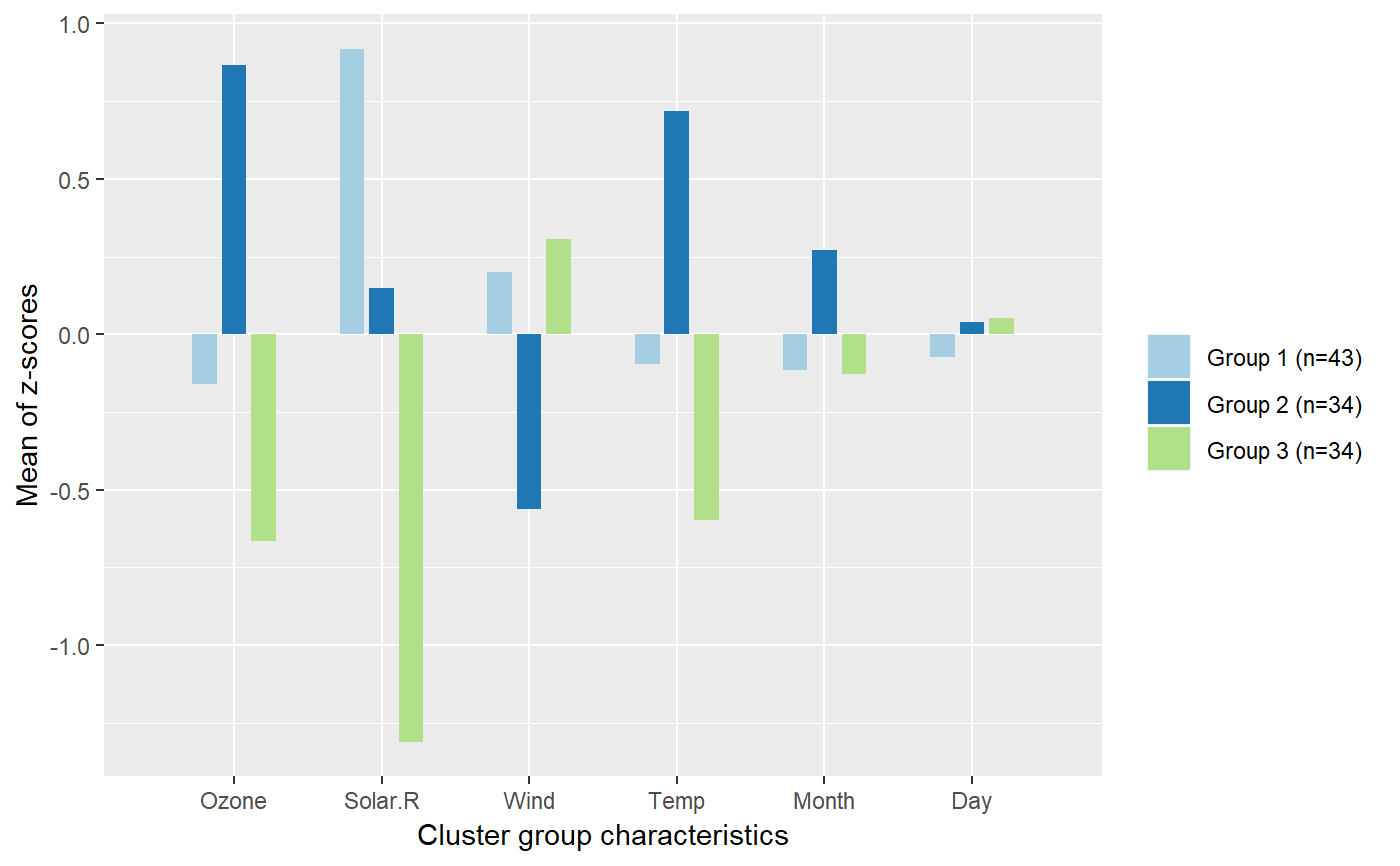 1.0
0.5
0.0
-0.5
-1.0
Mean of z-scores
Ozone
Solar.R
Wind
Temp
Month
Day
Cluster group characteristics
Group 1 (n=43)
Group 2 (n=34)
Group 3 (n=34)